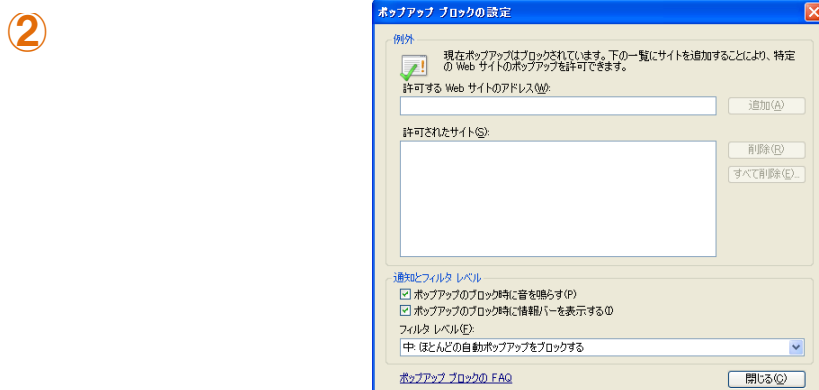 ②
ポップアップ ブロックの設定
例外
現在ポップアップはブロックされています。下の一覧にサイトを追加することにより、特定
の Web サイトのポップアップを許可できます。
許可する Web サイトのアドレス(W):
追加(A)
許可されたサイト(S):
削除(R)
すべて削除(E)...
通知とフィルタ レベル
ポップアップのブロック時に音を鳴らす(P)
ポップアップのブロック時に情報バーを表示する(I)
フィルタ レベル(F):
中: ほとんどの自動ポップアップをブロックする
ポップアップ ブロックの FAQ
閉じる(C)